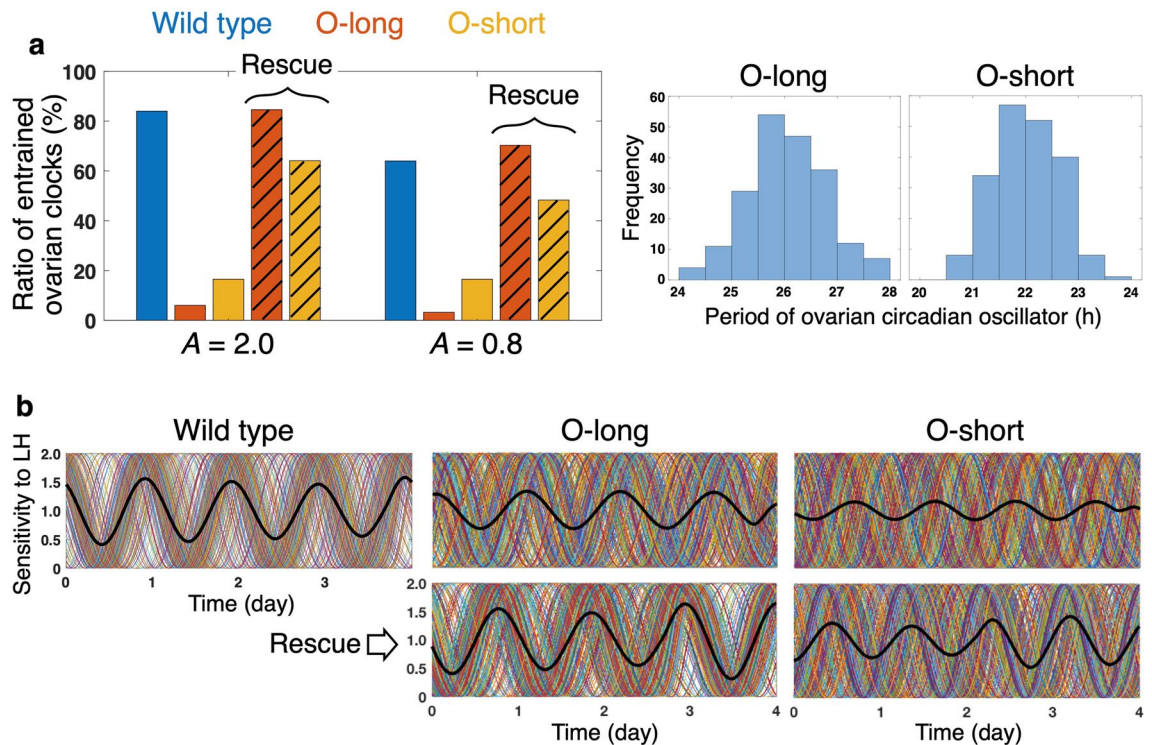 Wild type O-long O-short
a
Ratio of entrained
ovarian clocks (%)
100
80
60
40
20
0
Rescue
Rescue
A = 2.0
A = 0.8
O-long
O-short
Frequency
60
50
40
30
20
10
0
24 25 26 27 28
20 21 22 23 24
Period of ovarian circadian oscillator (h)
b
Wild type
O-long
O-short
Sensitivity to LH
2.0
1.5
1.0
0.5
0
0 1 2 3
Time (day)
Rescue
2.0
1.5
1.0
0.5
0
0 1 2 3 4
Time (day)
0 1 2 3 4
Time (day)